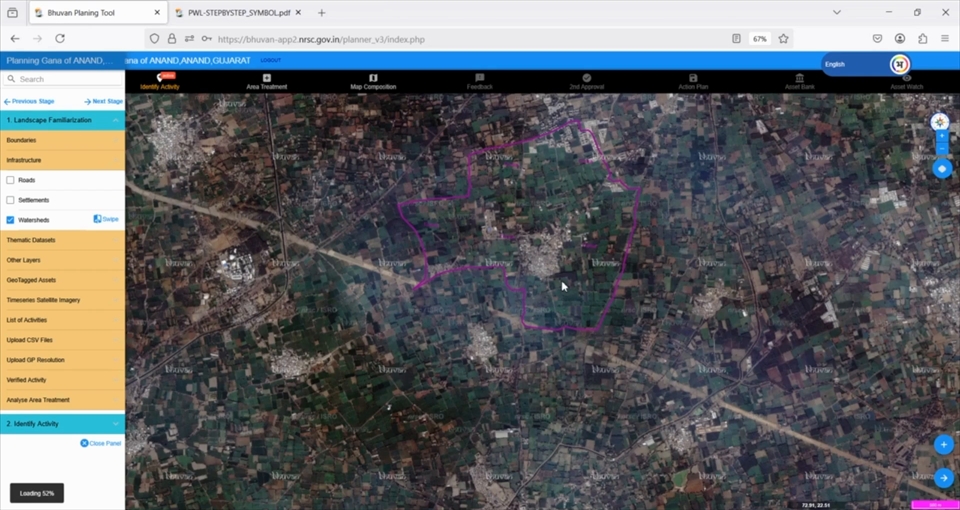 Bhuvan Planing Tool
PWL-STEPBYSTEP_SYMBOL.pdf
https://bhuvan-app2.nrsc.gov.in/planner_v3/index.php
67%
Planning Gana of ANAND,...
ana of ANAND,ANAND,GUJARAT
LOGOUT
English
अ
Search
Identify Activity
Area Treatment
Map Composition
Feedback
2nd Approval
Action Plan
Asset Bank
Asset Watch
Previous Stage
Next Stage
1. Landscape Familiarization
Boundaries
Infrastructure
Roads
Settlements
Watersheds
Swipe
Thematic Datasets
Other Layers
GeoTagged Assets
Timeseries Satellite Imagery
List of Activities
Upload CSV Files
Upload GP Resolution
Verified Activity
Analyse Area Treatment
2. Identify Activity
Close Panel
Loading 52%
bhuvan
72.91, 22.51